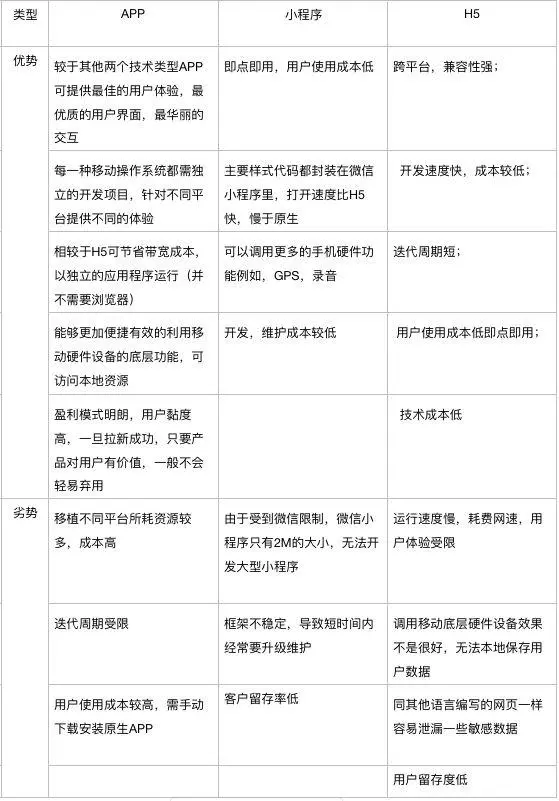 类型
APP
小程序
H5
优势
较于其他两个技术类型APP
可提供最佳的用户体验，最
优质的用户界面，最华丽的
交互
即点即用，用户使用成本低
跨平台，兼容性强；
每一种移动操作系统都需独
立的开发项目，针对不同平
台提供不同的体验
主要样式代码都封装在微信
小程序里，打开速度比H5
快，慢于原生
开发速度快，成本较低；
相较于H5可节省带宽成本，
以独立的应用程序运行（并
不需要浏览器）
可以调用更多的手机硬件功
能例如，GPS，录音
迭代周期短；
能够更加便捷有效的利用移
动硬件设备的底层功能，可
访问本地资源
开发，维护成本较低
用户使用成本低即点即用；
盈利模式明朗，用户黏度
高，一旦拉新成功，只要产
品对用户有价值，一般不会
轻易弃用
技术成本低
劣势
移植不同平台所耗资源较
多，成本高
由于受到微信限制，微信小
程序只有2M的大小，无法开
发大型小程序
运行速度慢，耗费网速，用
户体验受限
迭代周期受限
框架不稳定，导致短时间内
经常要升级维护
调用移动底层硬件设备效果
不是很好，无法本地保存用
户数据
用户使用成本较高，需手动
下载安装原生APP
客户留存率低
同其他语言编写的网页一样
容易泄漏一些敏感数据
用户留存度低